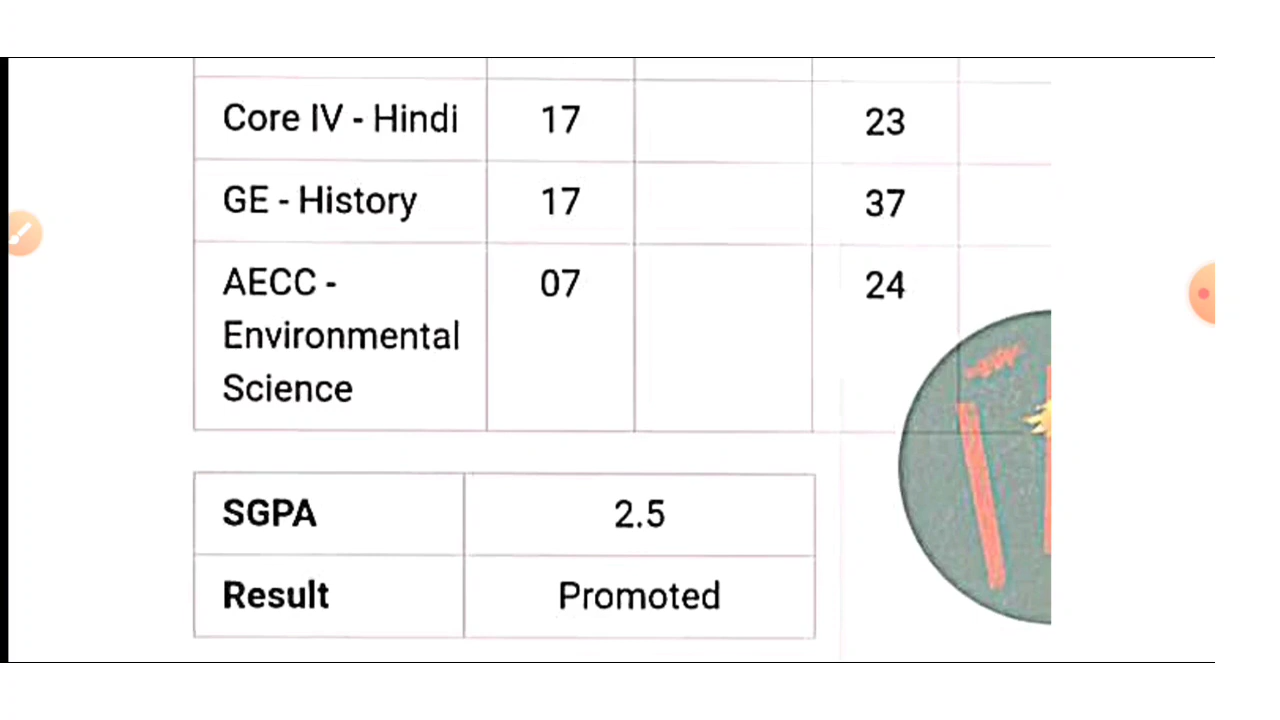 Core IV - Hindi 17 23
GE - History 17 37
AECC - 07 24
Environmental
Science
SGPA 2.5
Result Promoted